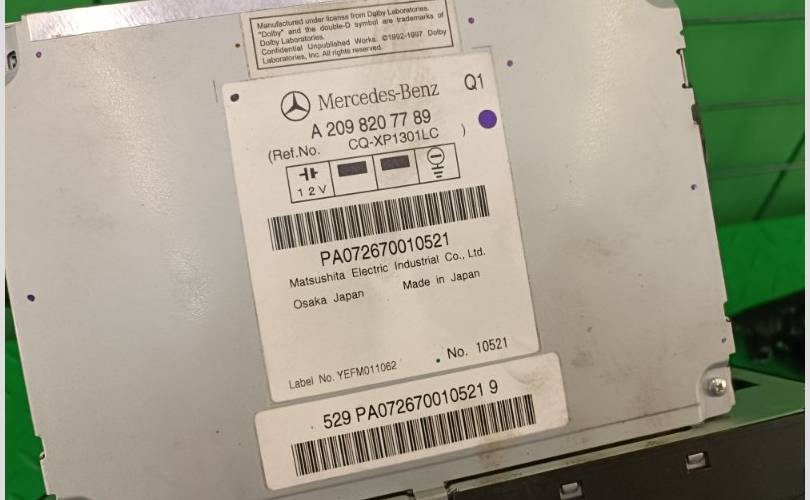 Manufactured under license from Dolby Laboratories.
"Dolby" and the double-D symbol are trademarks of
Dolby Laboratories.
Confidential Unpublished Works. ©1992-1997 Dolby
Laboratories, Inc. All rights reserved.
Mercedes-Benz Q1
A 209 820 77 89
(Ref.No. CQ-XP1301LC )
12V
PA072670010521
Matsushita Electric Industrial Co., Ltd.
Osaka Japan Made in Japan
Label No. YEFM011062 No. 10521
529 PA072670010521 9